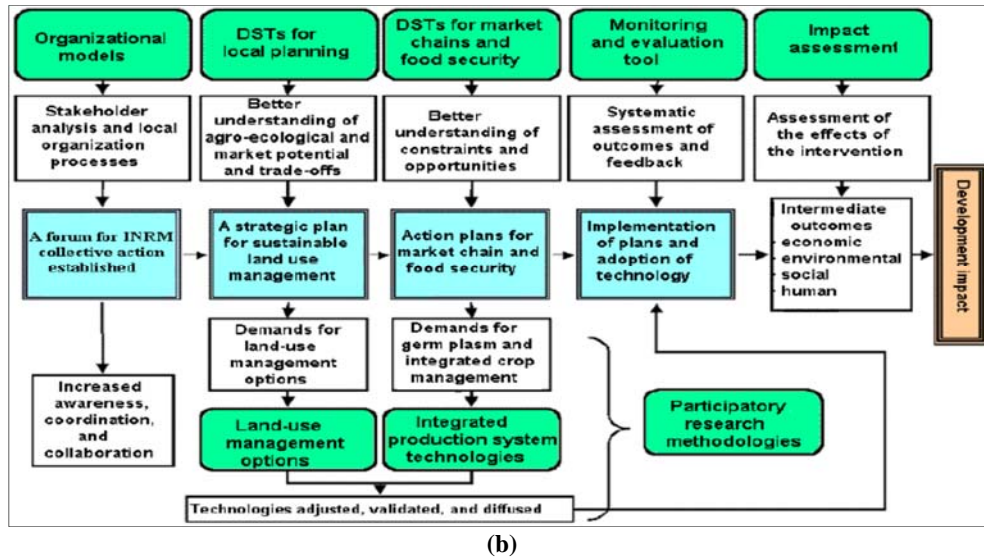 Organizational
models
DSTs for
local planning
DSTs for market
chains and
food security
Monitoring
and evaluation
tool
Impact
assessment
Stakeholder
analysis and local
organization
processes
Better
understanding of
agro-ecological and
market potential
and trade-offs
Better
understanding of
constraints and
opportunities
Systematic
assessment of
outcomes and
feedback
Assessment of
the effects of
the intervention
A forum for INRM
collective action
established
A strategic plan
for sustainable
land use
management
Action plans for
market chain and
food security
Implementation
of plans and
adoption of
technology
Intermediate
outcomes
economic
environmental
social
human
Development impact
Demands for
land-use
management
options
Demands for
germ plasm and
integrated crop
management
Increased
awareness,
coordination,
and
collaboration
Land-use
management
options
Integrated
production system
technologies
Participatory
research
methodologies
Technologies adjusted, validated, and diffused
(b)